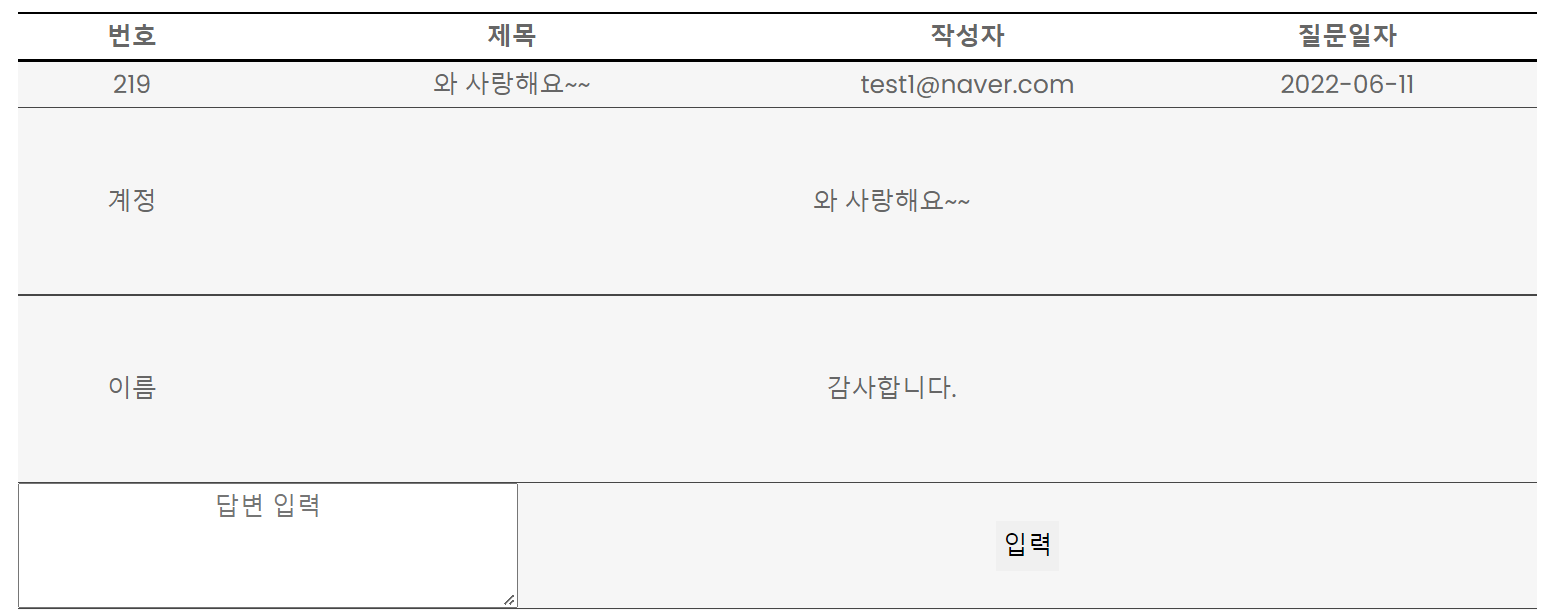 번호 제목 작성자 질문일자
219 와 사랑해요~~ test1@naver.com 2022-06-11
계정 와 사랑해요~~
이름 감사합니다.
답변 입력
입력